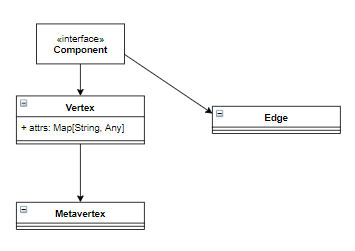 «interface»
Component
Vertex
+ attrs: Map[String, Any]
Edge
Metavertex